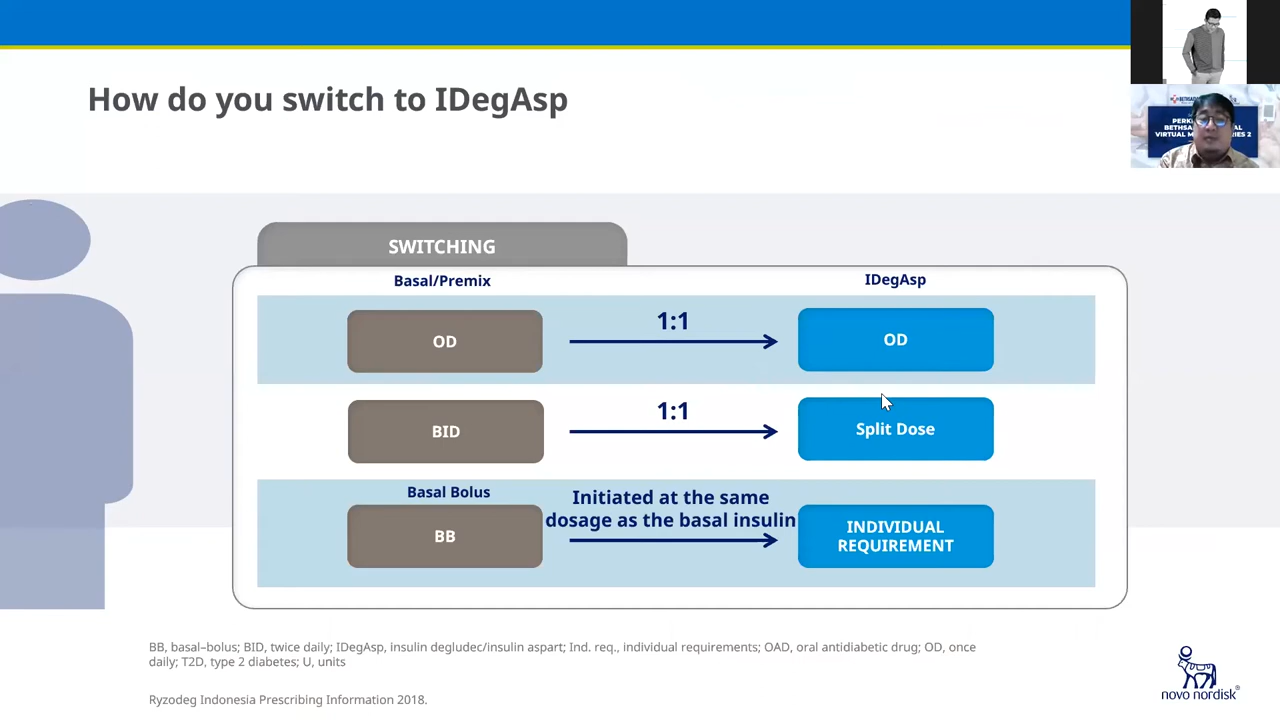 How do you switch to IDegAsp
SWITCHING
Basal/Premix
IDegAsp
OD
1:1
OD
BID
1:1
Split Dose
Basal Bolus
BB
Initiated at the same
dosage as the basal insulin
INDIVIDUAL
REQUIREMENT
BB, basal–bolus; BID, twice daily; IDegAsp, insulin degludec/insulin aspart; Ind. req., individual requirements; OAD, oral antidiabetic drug; OD, once
daily; T2D, type 2 diabetes; U, units
Ryzodeg Indonesia Prescribing Information 2018.
novo nordisk®